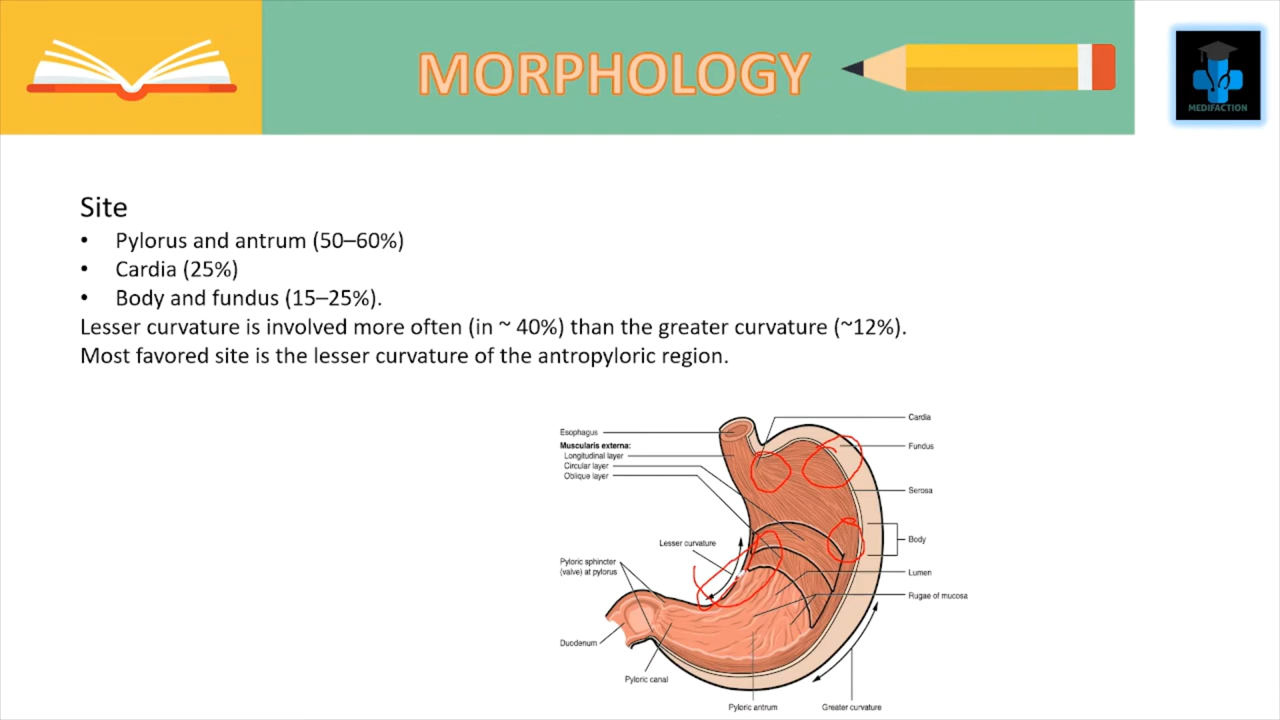 MORPHOLOGY
MEDIFACTION
Site
• Pylorus and antrum (50–60%)
• Cardia (25%)
• Body and fundus (15–25%).
Lesser curvature is involved more often (in ~ 40%) than the greater curvature (~12%).
Most favored site is the lesser curvature of the antropyloric region.
Cardia
Esophagus
Fundus
Muscularis externa:
Longitudinal layer
Circular layer
Oblique layer
Serosa
Lesser curvature
Body
Pyloric sphincter
(valve) at pylorus
Lumen
Rugae of mucosa
Duodenum
Pyloric canal
Pyloric antrum
Greater curvature